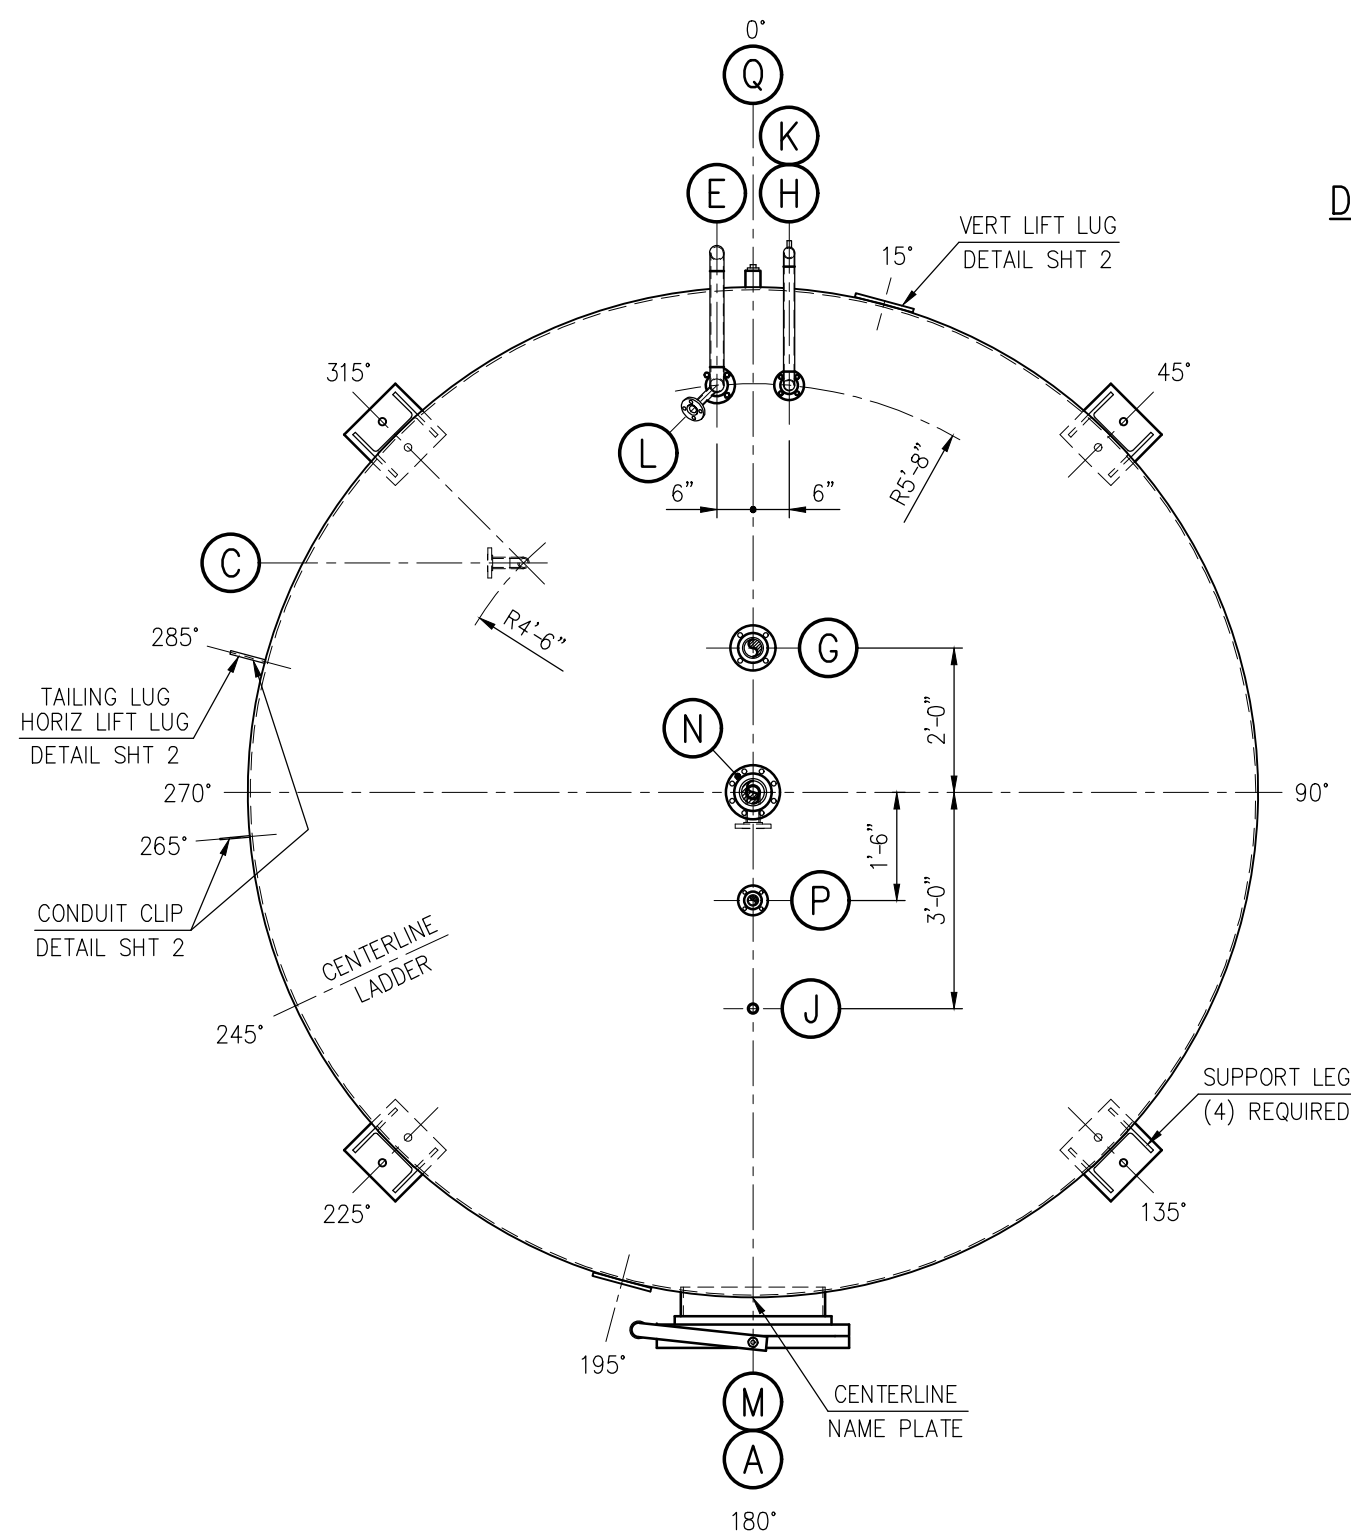 0°
Q
K
E
H
D
VERT LIFT LUG
DETAIL SHT 2
15°
315°
45°
L
R5'-8"
6"
6"
C
R4'-6"
285°
G
TAILING LUG
HORIZ LIFT LUG
DETAIL SHT 2
N
2'-0"
270°
90°
265°
1'-6"
3'-0"
P
CONDUIT CLIP
DETAIL SHT 2
CENTERLINE
LADDER
J
245°
SUPPORT LEG
(4) REQUIRED
225°
135°
195°
M
CENTERLINE
NAME PLATE
A
180°